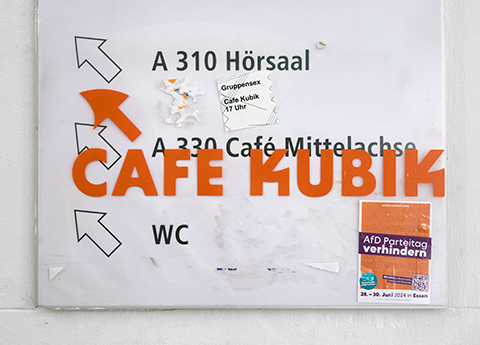 A 310 Hörsaal
Gruppensex
Cafe Kubik
17 Uhr
A 330 Café Mittelachse
CAFE KUBIK
WC
AfD Parteitag
verhindern
28. – 30. Juni 2024 in Essen